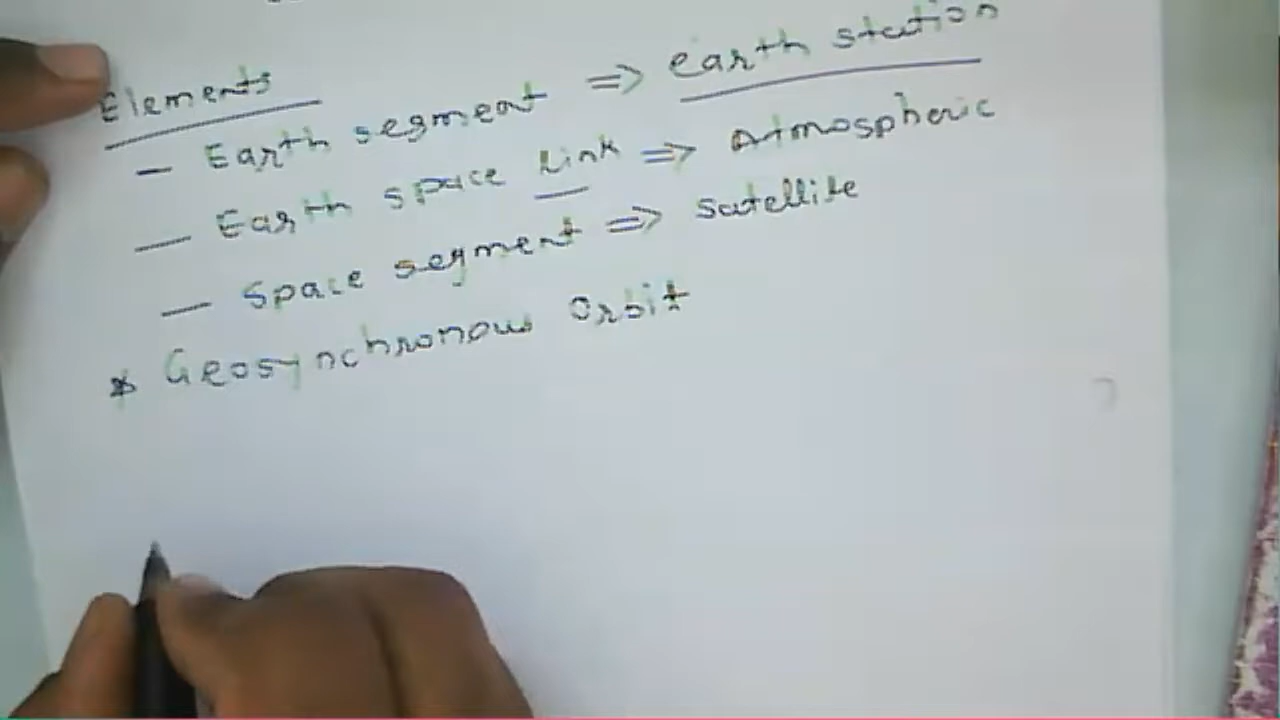 Elements
— Earth segment => earth station
— Earth space Link => Atmospheric
— Space segment => satellite
* Geosynchronous Orbit